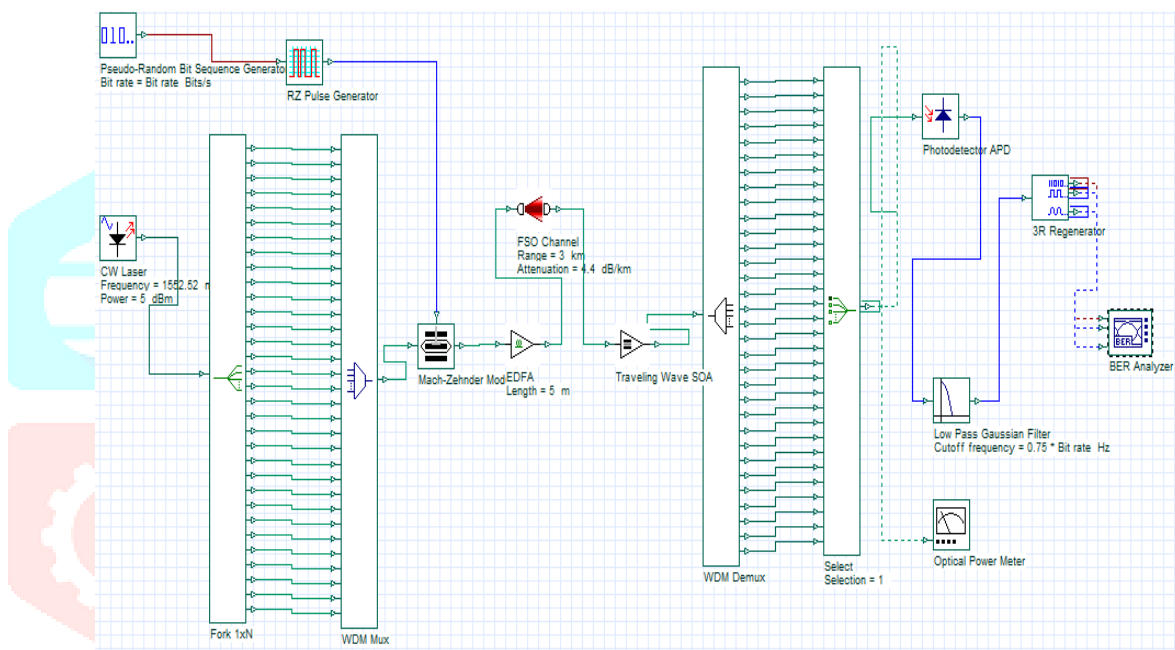 010..
Pseudo-Random Bit Sequence Generato
Bit rate = Bit rate Bits/s
RZ Pulse Generator
CW Laser
Frequency = 1552.52 n
Power = 5 dBm
Fork 1xN
WDM Mux
Mach-Zehnder Mod
EDFA
Length = 5 m
FSO Channel
Range = 3 km
Attenuation = 4.4 dB/km
Traveling Wave SOA
WDM Demux
Select
Selection = 1
Photodetector APD
3R Regenerator
BER
BER Analyzer
Low Pass Gaussian Filter
Cutoff frequency = 0.75 * Bit rate Hz
Optical Power Meter